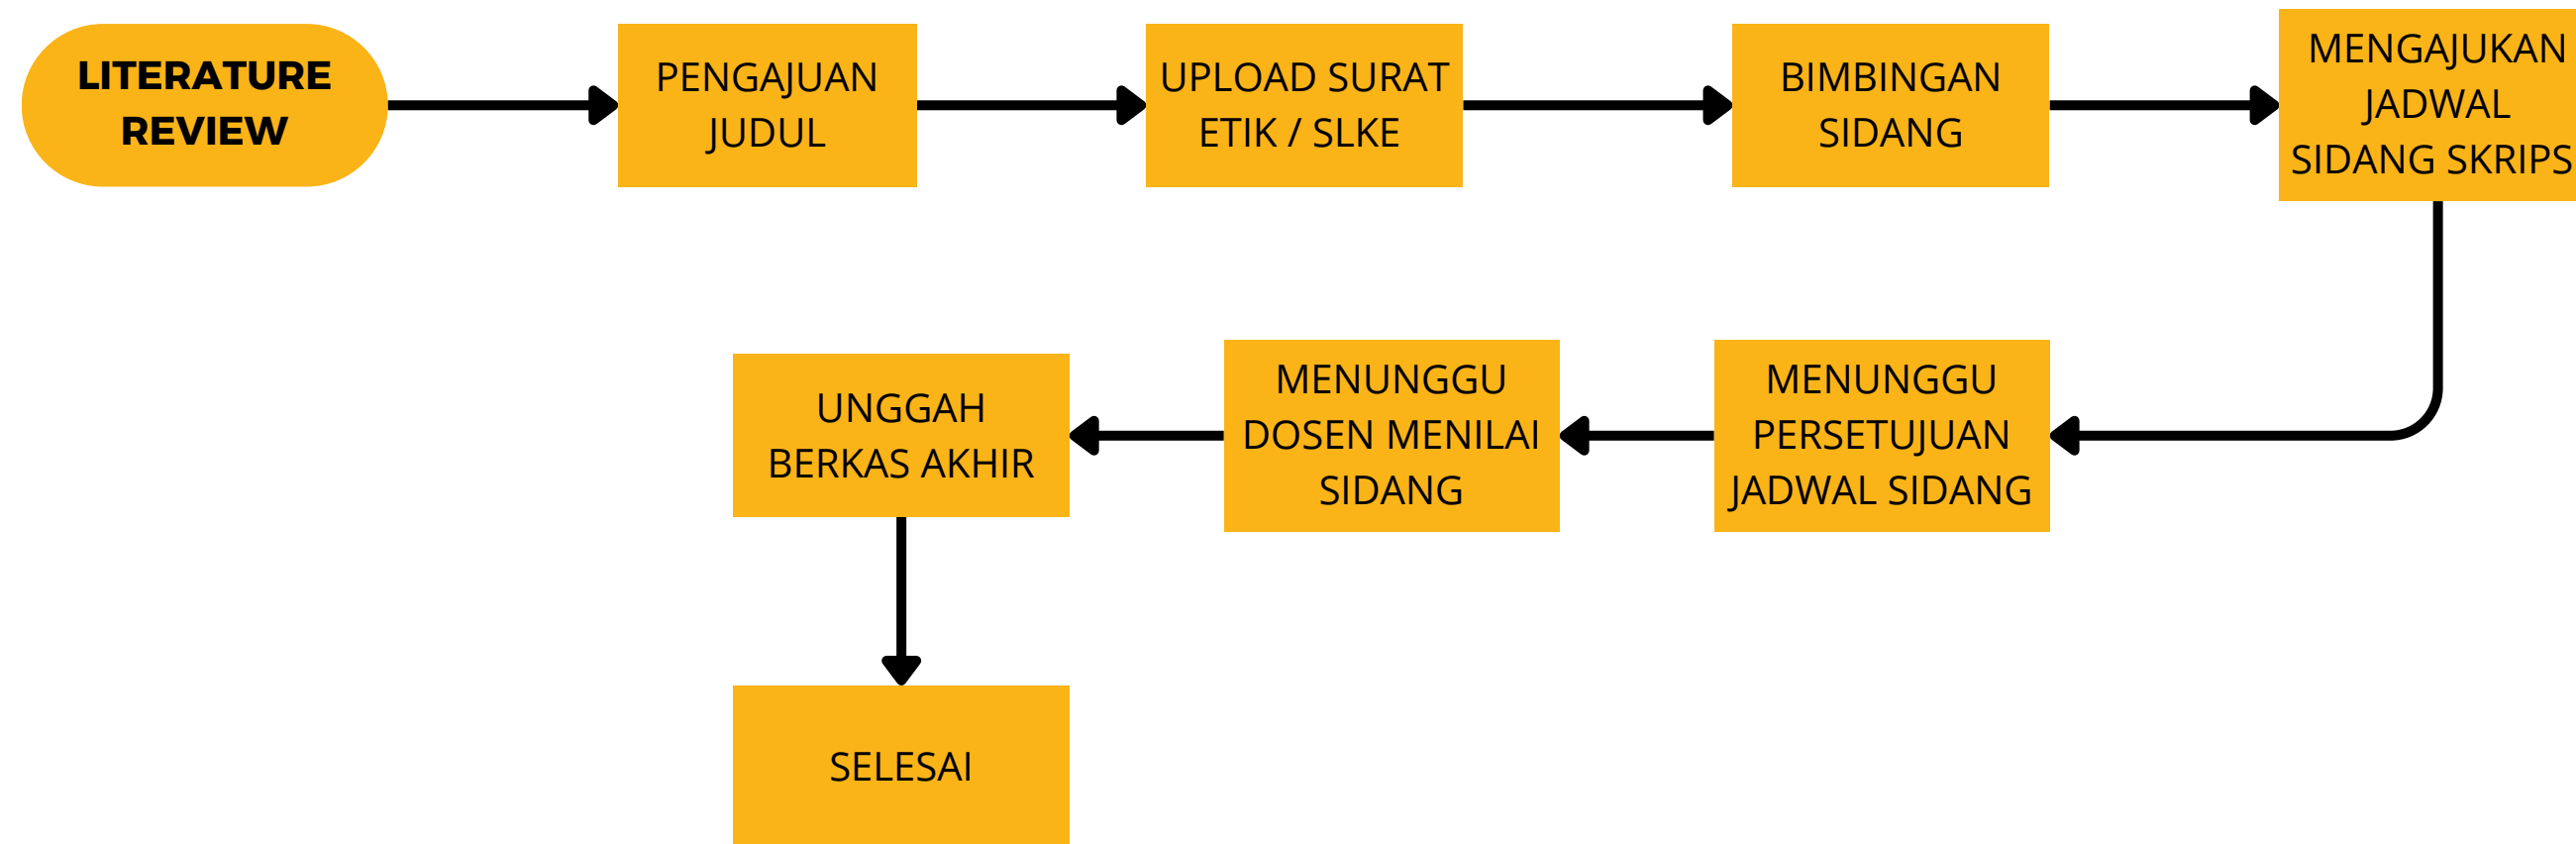 LITERATURE
REVIEW
PENGAJUAN
JUDUL
UPLOAD SURAT
ETIK / SLKE
BIMBINGAN
SIDANG
MENGAJUKAN
JADWAL
SIDANG SKRIPS
MENUNGGU
PERSETUJUAN
JADWAL SIDANG
MENUNGGU
DOSEN MENILAI
SIDANG
UNGGAH
BERKAS AKHIR
SELESAI